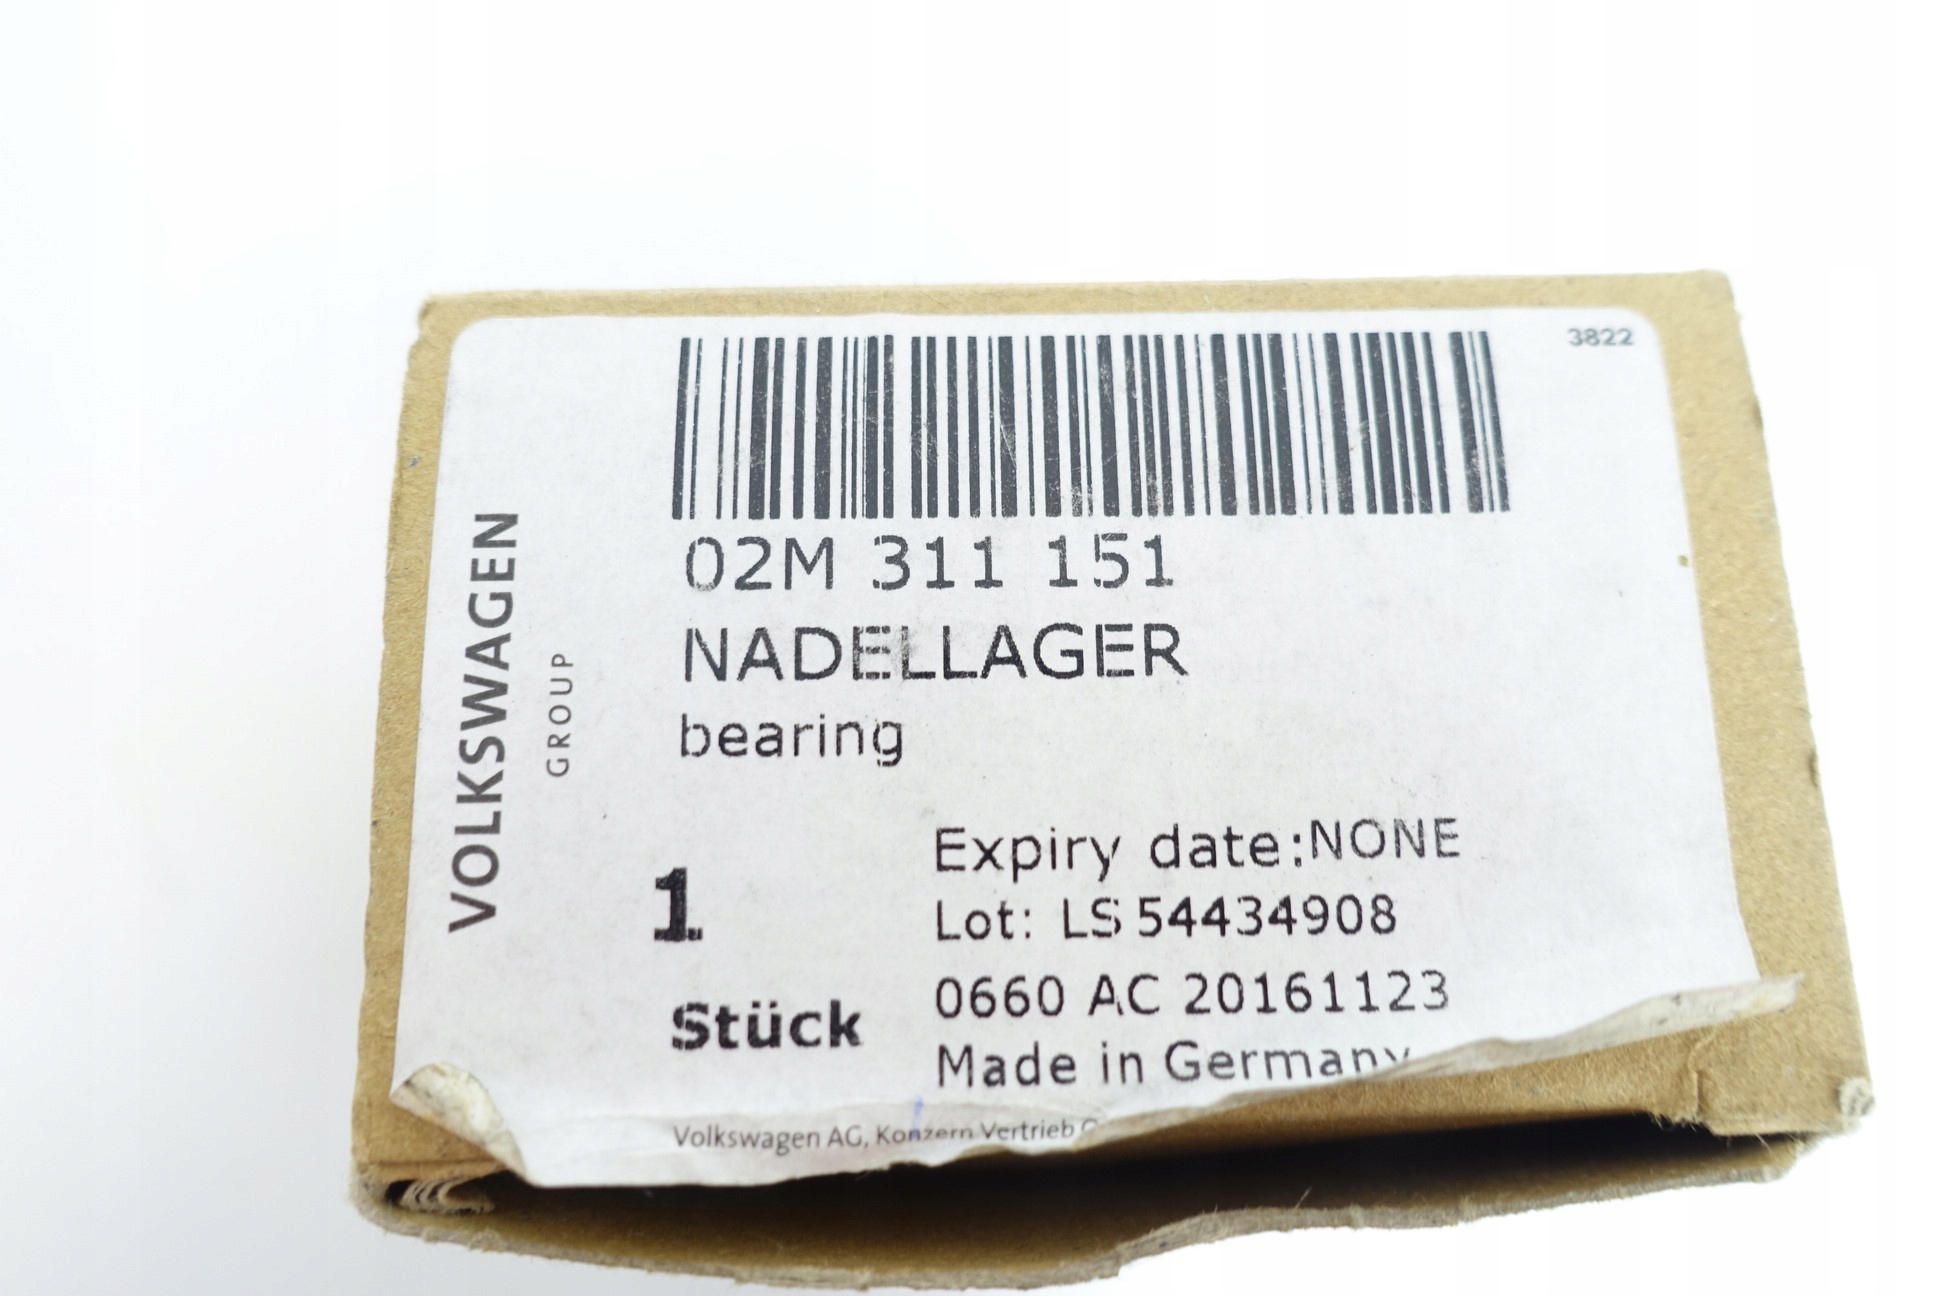 3822
02M 311 151
NADELLAGER
bearing
VOLKSWAGEN
GROUP
Expiry date:NONE
1
Lot: LS 54434908
Stück
0660 AC 20161123
Made in Germany
Volkswagen AG, Konzern Vertrieb